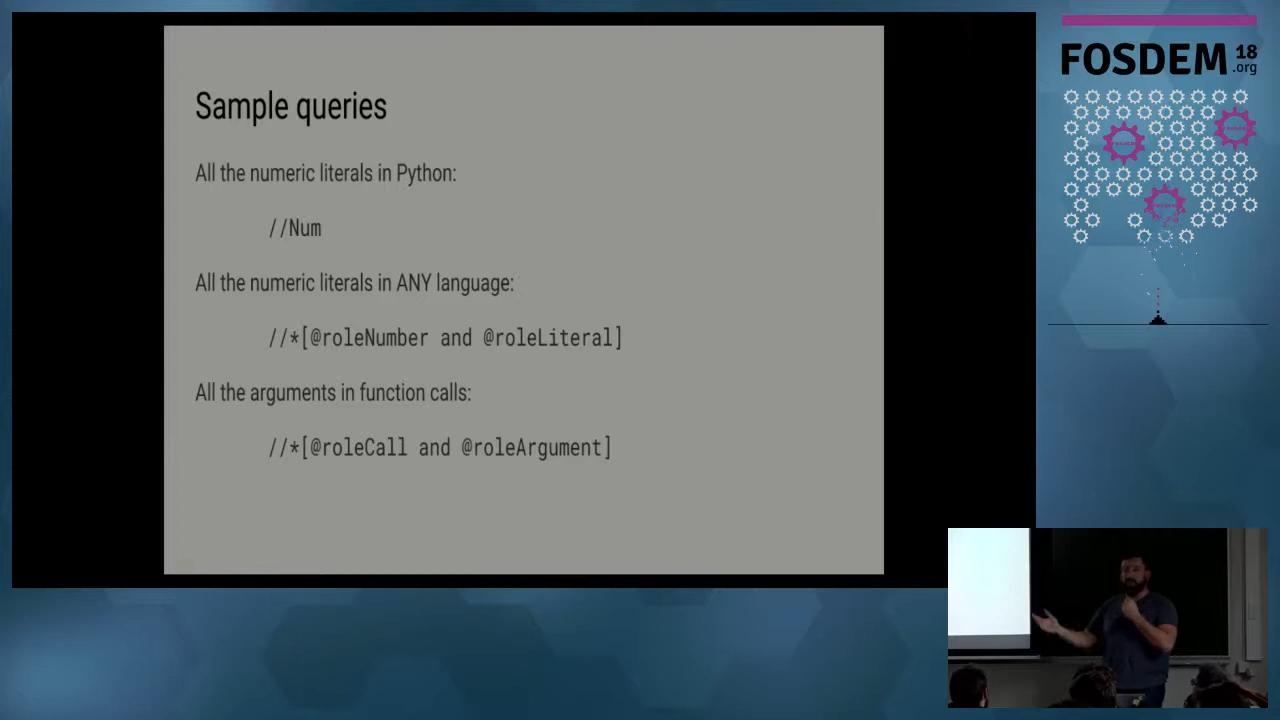 Sample queries
All the numeric literals in Python:
//Num
All the numeric literals in ANY language:
//*[@roleNumber and @roleLiteral]
All the arguments in function calls:
//*[@roleCall and @roleArgument]
FOSDEM 18
.org